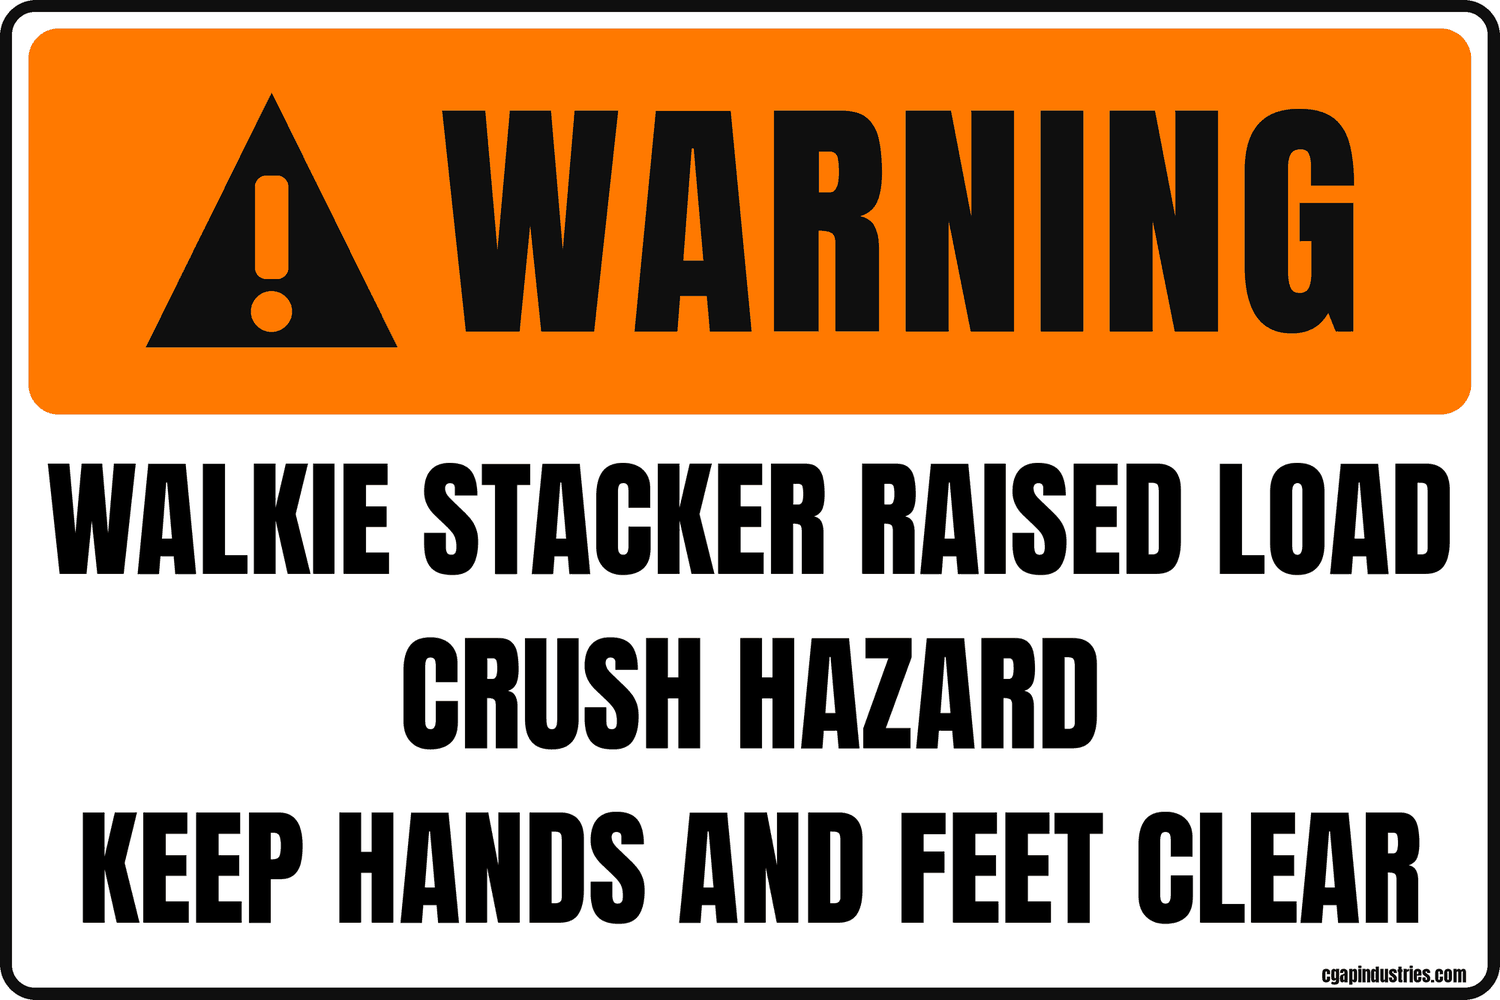 WARNING
WALKIE STACKER RAISED LOAD
CRUSH HAZARD
KEEP HANDS AND FEET CLEAR
cgapindustries.com